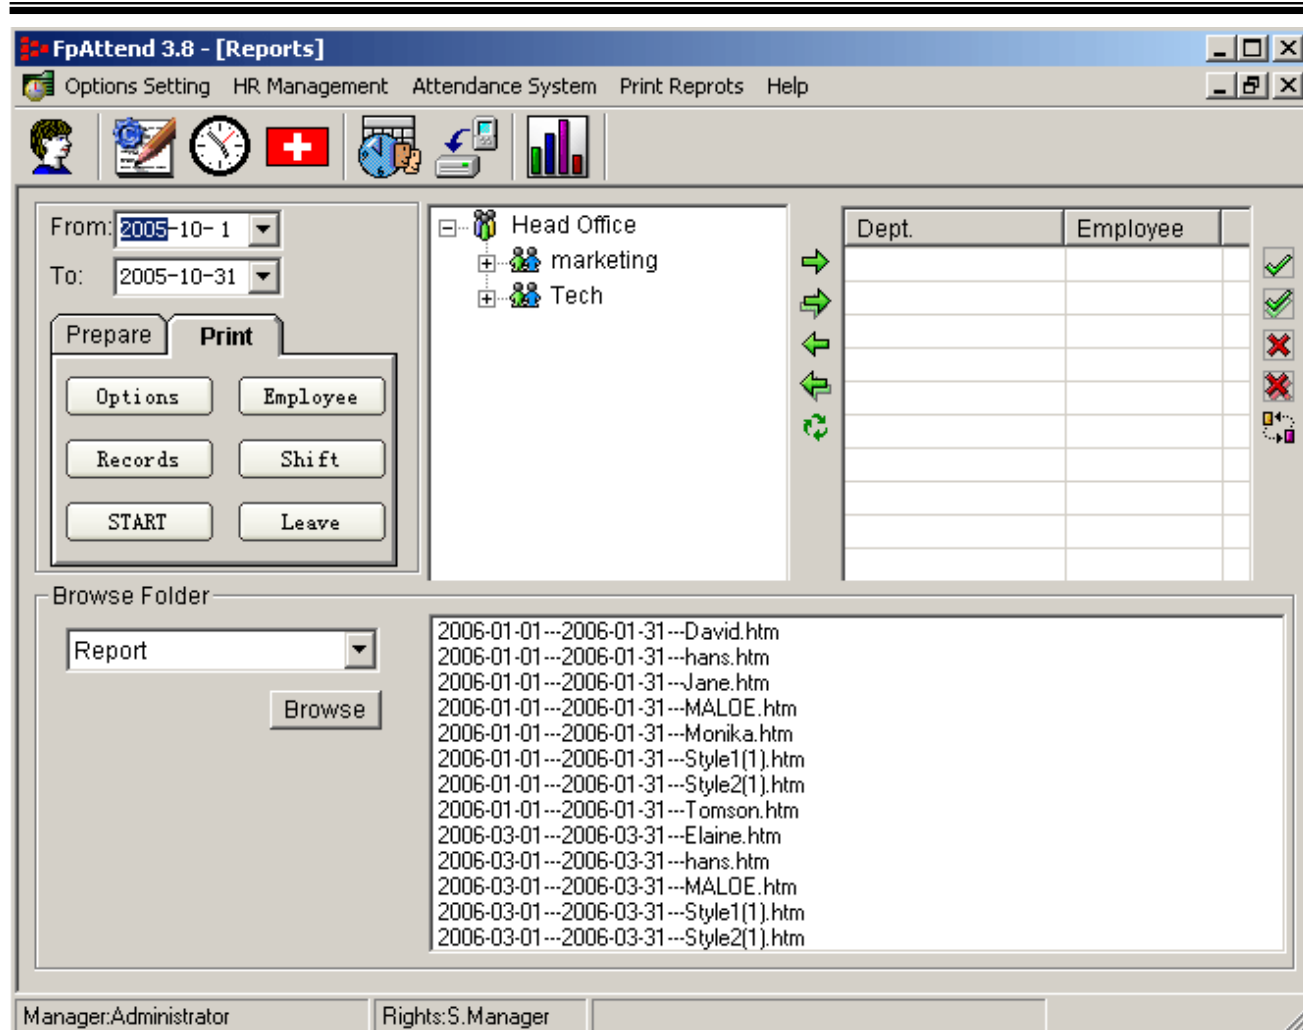 FpAttend 3.8 - [Reports]
Options Setting HR Management Attendance System Print Reprots Help
From: 2005-10- 1
To: 2005-10-31
Prepare Print
Options Employee
Records Shift
START Leave
Head Office
marketing
Tech
Dept. Employee
Browse Folder
Report
Browse
2006-01-01---2006-01-31---David.htm
2006-01-01---2006-01-31---hans.htm
2006-01-01---2006-01-31---Jane.htm
2006-01-01---2006-01-31---MALOE.htm
2006-01-01---2006-01-31---Monika.htm
2006-01-01---2006-01-31---Style1(1).htm
2006-01-01---2006-01-31---Style2(1).htm
2006-01-01---2006-01-31---Tomson.htm
2006-03-01---2006-03-31---Elaine.htm
2006-03-01---2006-03-31---hans.htm
2006-03-01---2006-03-31---MALOE.htm
2006-03-01---2006-03-31---Style1(1).htm
2006-03-01---2006-03-31---Style2(1).htm
Manager:Administrator Rights:S.Manager